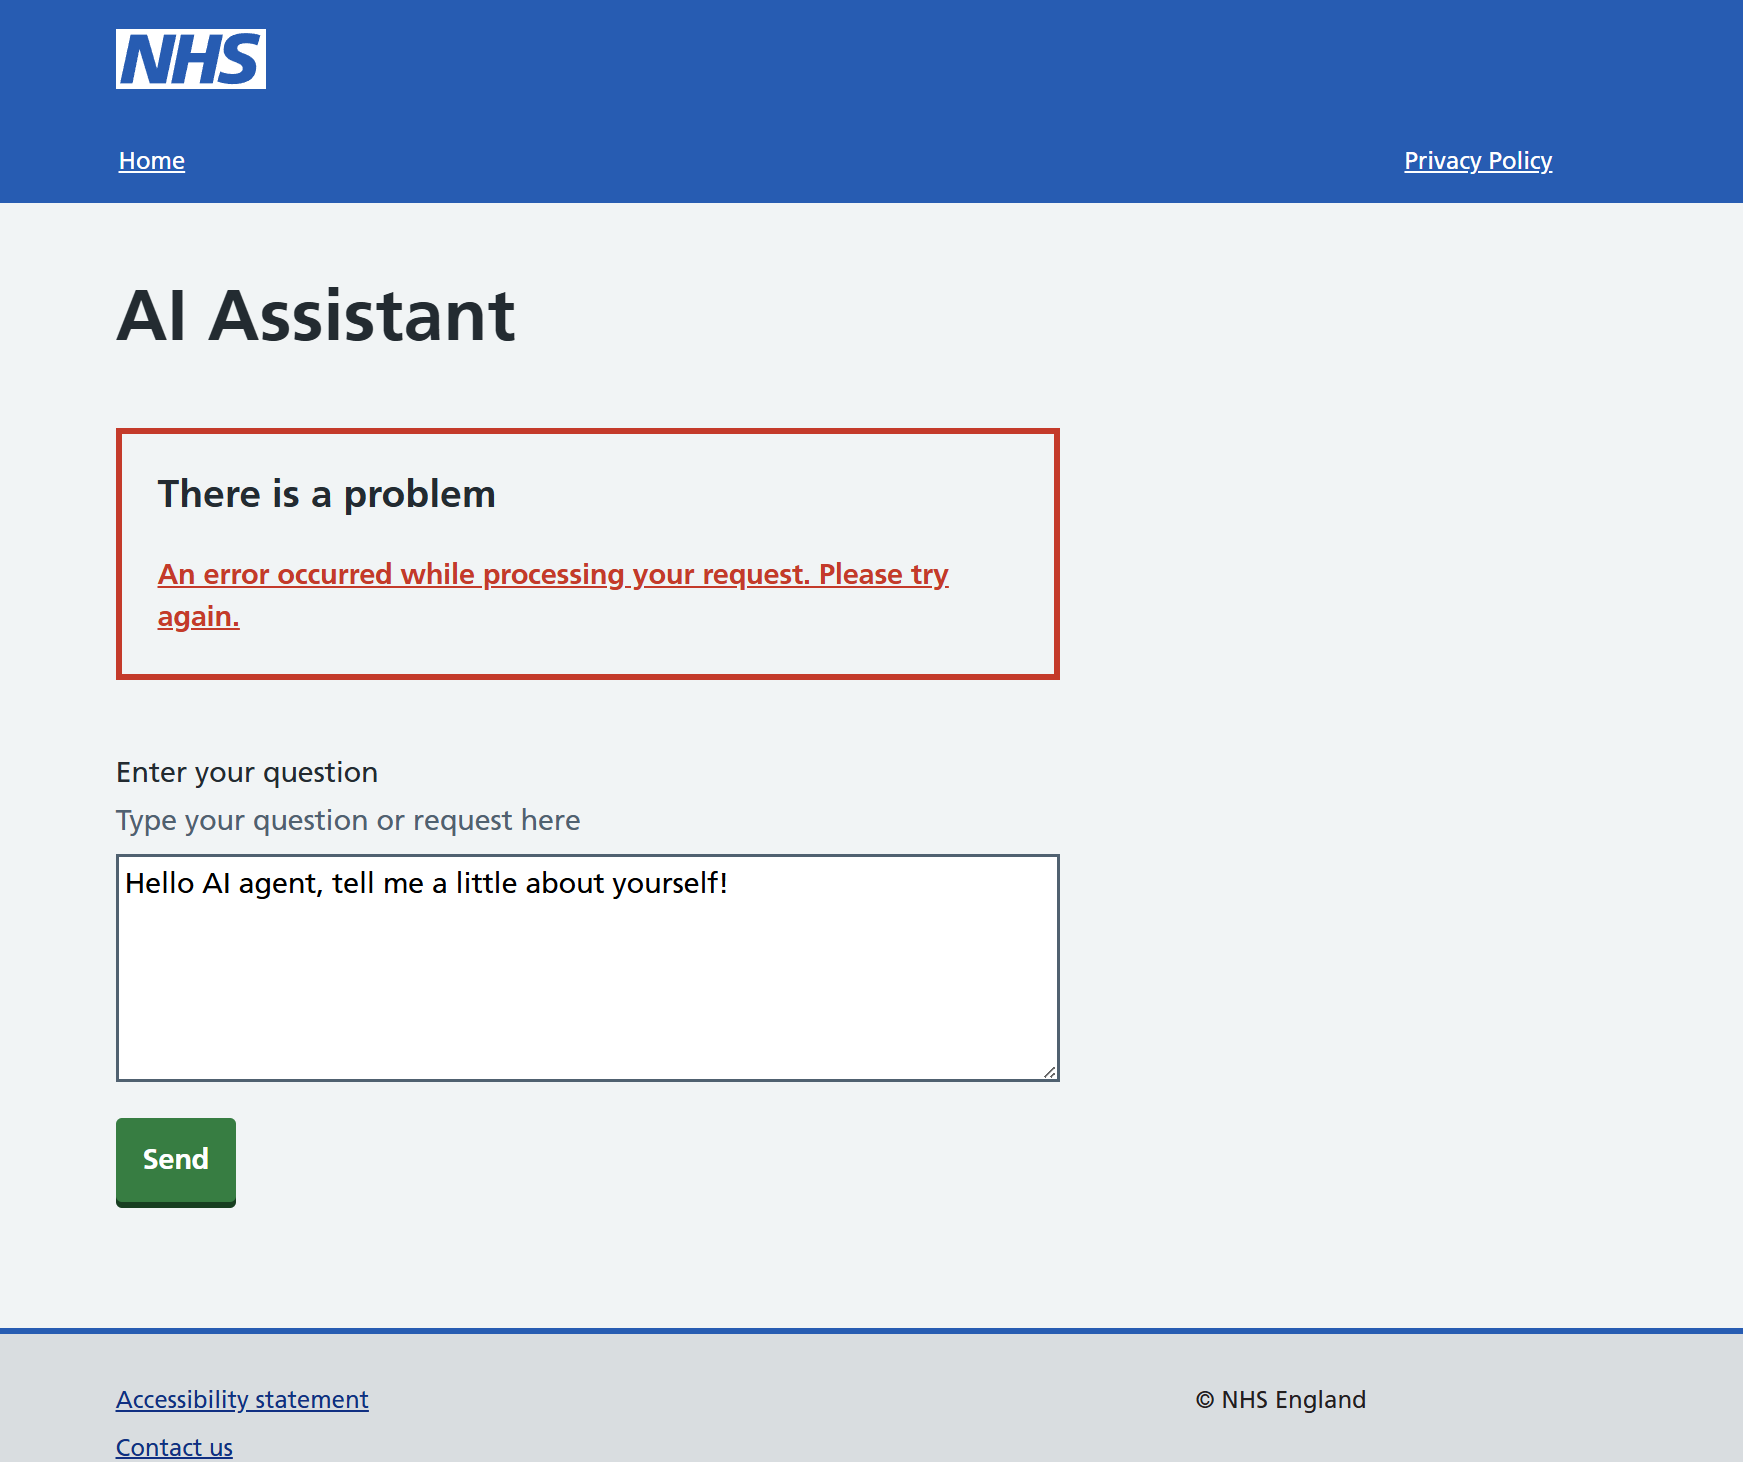 NHS
Home
Privacy Policy
AI Assistant
There is a problem
An error occurred while processing your request. Please try
again.
Enter your question
Type your question or request here
Hello AI agent, tell me a little about yourself!
Send
Accessibility statement
© NHS England
Contact us